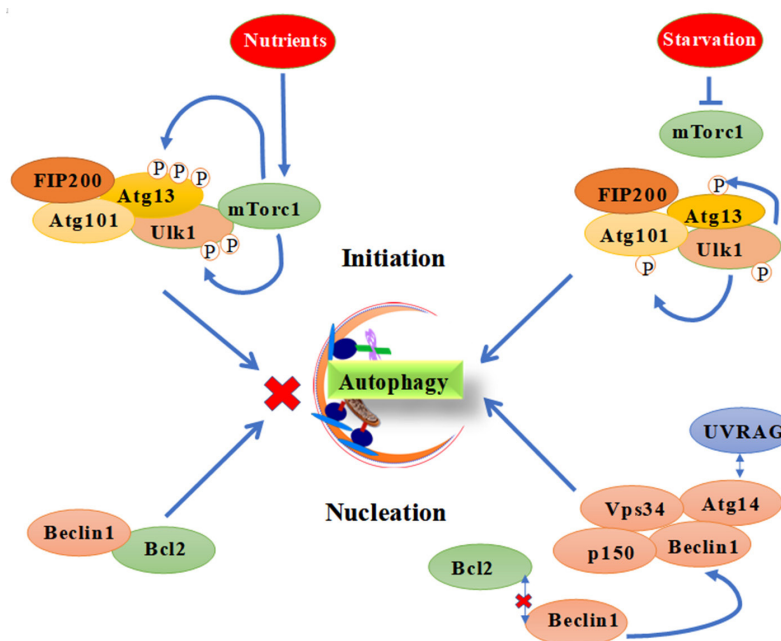 Nutrients
Starvation
mTorc1
P P P
FIP200
Atg13
mTorc1
Atg101
Ulk1
P P
P
FIP200
Atg13
Atg101
Ulk1
P
P
Initiation
Autophagy
Nucleation
UVRAG
Vps34
Atg14
p150
Beclin1
Beclin1
Bcl2
Bcl2
Beclin1